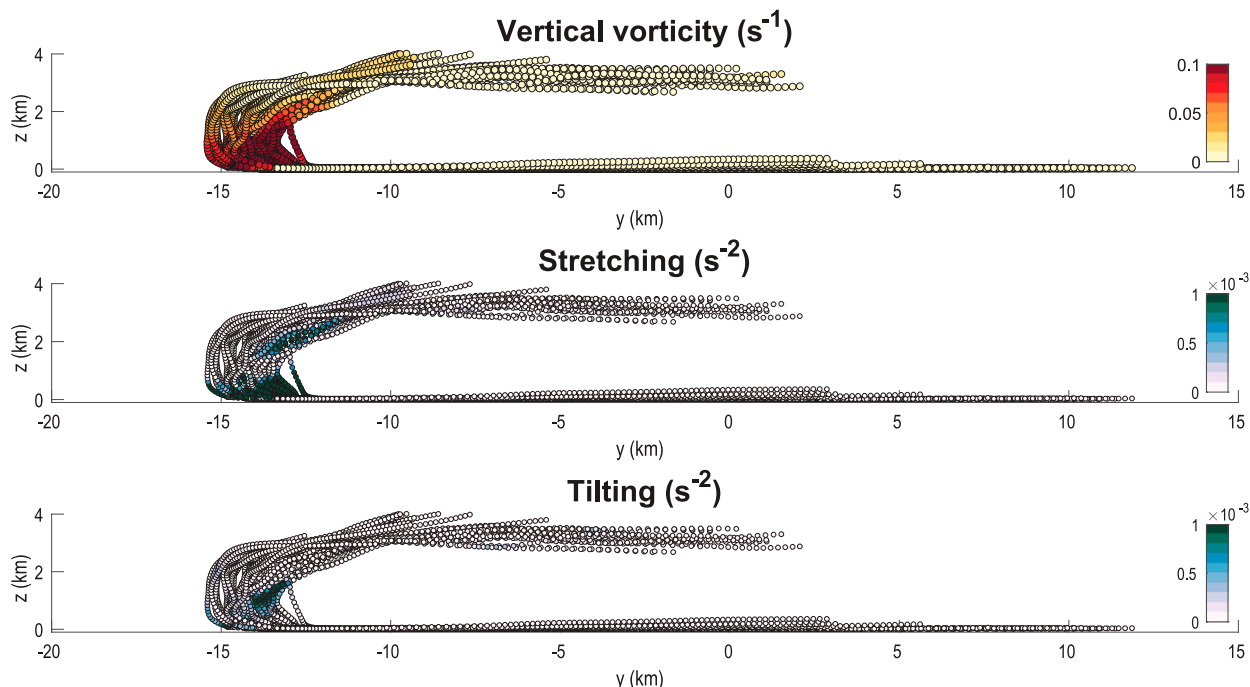 Vertical vorticity (s⁻¹)
4
2
0
z (km)
0.1
0.05
0
-20 -15 -10 -5 0 5 10 15
y (km)
Stretching (s⁻²)
4
2
0
z (km)
× 10⁻³
1
0.5
0
-20 -15 -10 -5 0 5 10 15
y (km)
Tilting (s⁻²)
4
2
0
z (km)
× 10⁻³
1
0.5
0
-20 -15 -10 -5 0 5 10 15
y (km)